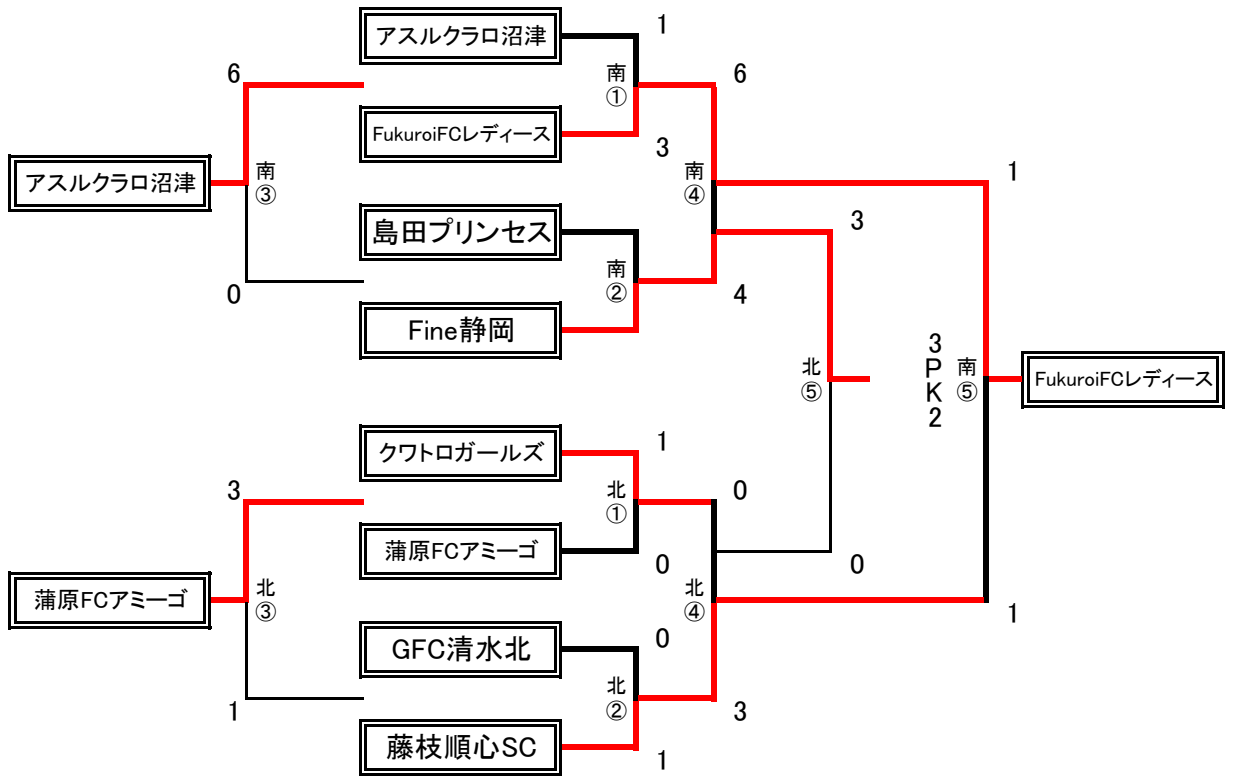 1
アスルクラロ沼津
6
南
①
6
FukuroiFCレディース
3
南
④
1
アスルクラロ沼津
南
③
島田プリンセス
3
南
②
0
4
Fine静岡
3
P
K
2
南
⑤
北
⑤
FukuroiFCレディース
クワトロガールズ
1
3
北
①
0
蒲原FCアミーゴ
0
0
北
④
蒲原FCアミーゴ
北
③
1
GFC清水北
0
北
②
1
3
藤枝順心SC
1